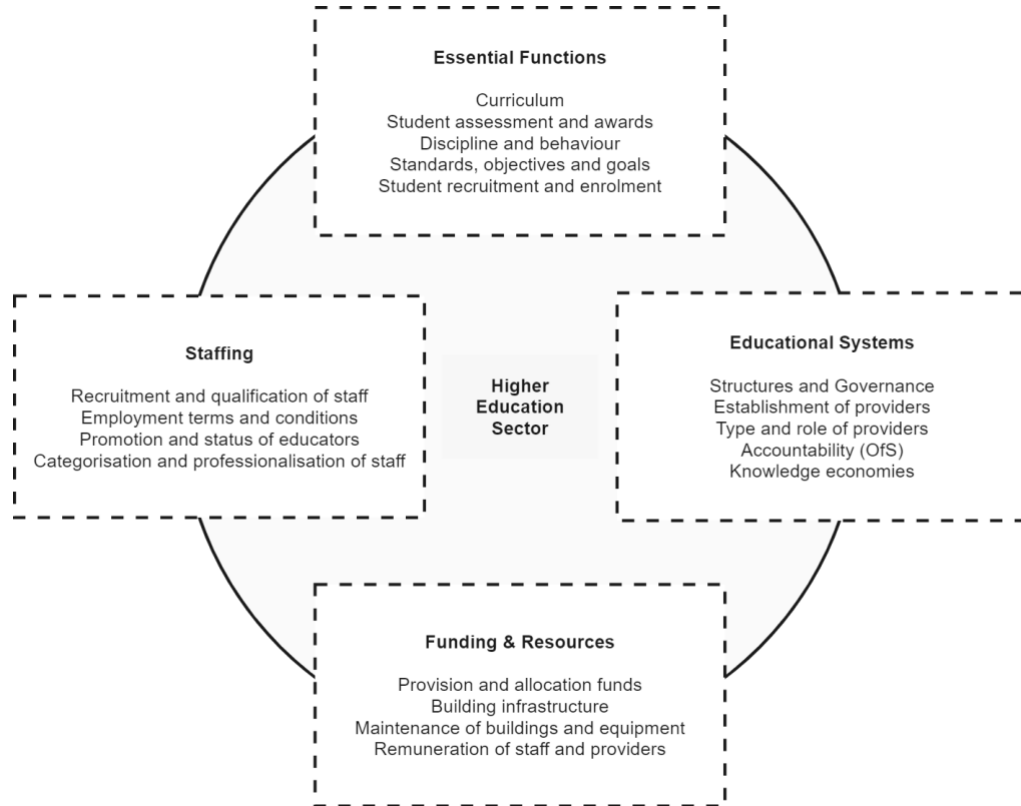 Essential Functions
Curriculum
Student assessment and awards
Discipline and behaviour
Standards, objectives and goals
Student recruitment and enrolment
Staffing
Recruitment and qualification of staff
Employment terms and conditions
Promotion and status of educators
Categorisation and professionalisation of staff
Higher
Education
Sector
Educational Systems
Structures and Governance
Establishment of providers
Type and role of providers
Accountability (OfS)
Knowledge economies
Funding & Resources
Provision and allocation funds
Building infrastructure
Maintenance of buildings and equipment
Remuneration of staff and providers